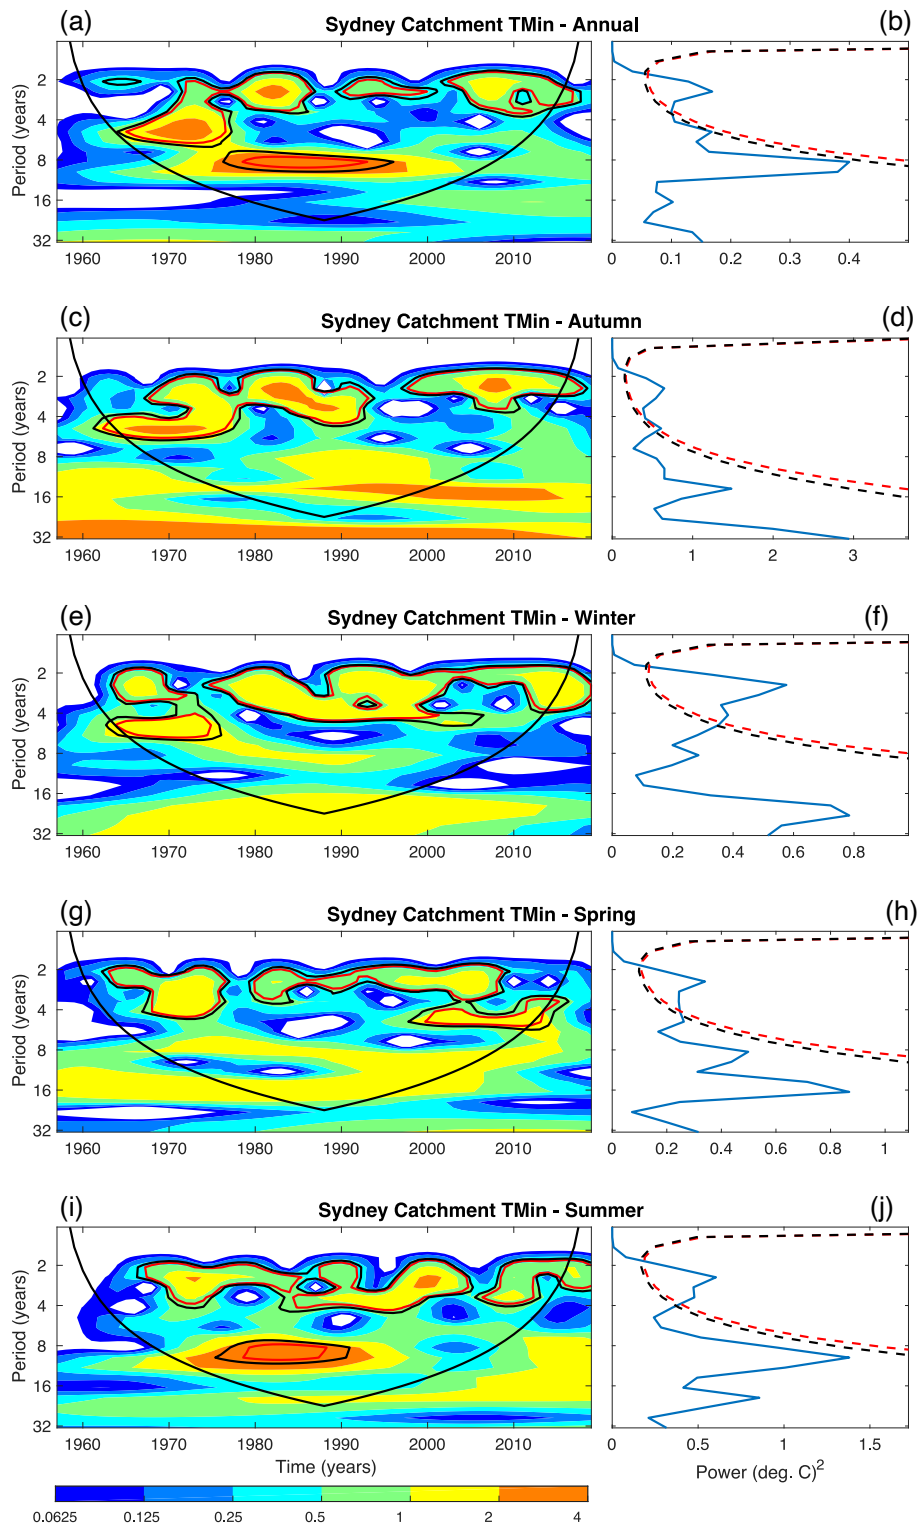 (a) Sydney Catchment TMin - Annual (b)
Period (years)
2
4
8
16
32
1960 1970 1980 1990 2000 2010
0 0.1 0.2 0.3 0.4
(c) Sydney Catchment TMin - Autumn (d)
Period (years)
2
4
8
16
32
1960 1970 1980 1990 2000 2010
0 1 2 3
(e) Sydney Catchment TMin - Winter (f)
Period (years)
2
4
8
16
32
1960 1970 1980 1990 2000 2010
0 0.2 0.4 0.6 0.8
(g) Sydney Catchment TMin - Spring (h)
Period (years)
2
4
8
16
32
1960 1970 1980 1990 2000 2010
0 0.2 0.4 0.6 0.8 1
(i) Sydney Catchment TMin - Summer (j)
Period (years)
2
4
8
16
32
1960 1970 1980 1990 2000 2010
0 0.5 1 1.5
Time (years)
Power (deg. C)²
0.0625 0.125 0.25 0.5 1 2 4